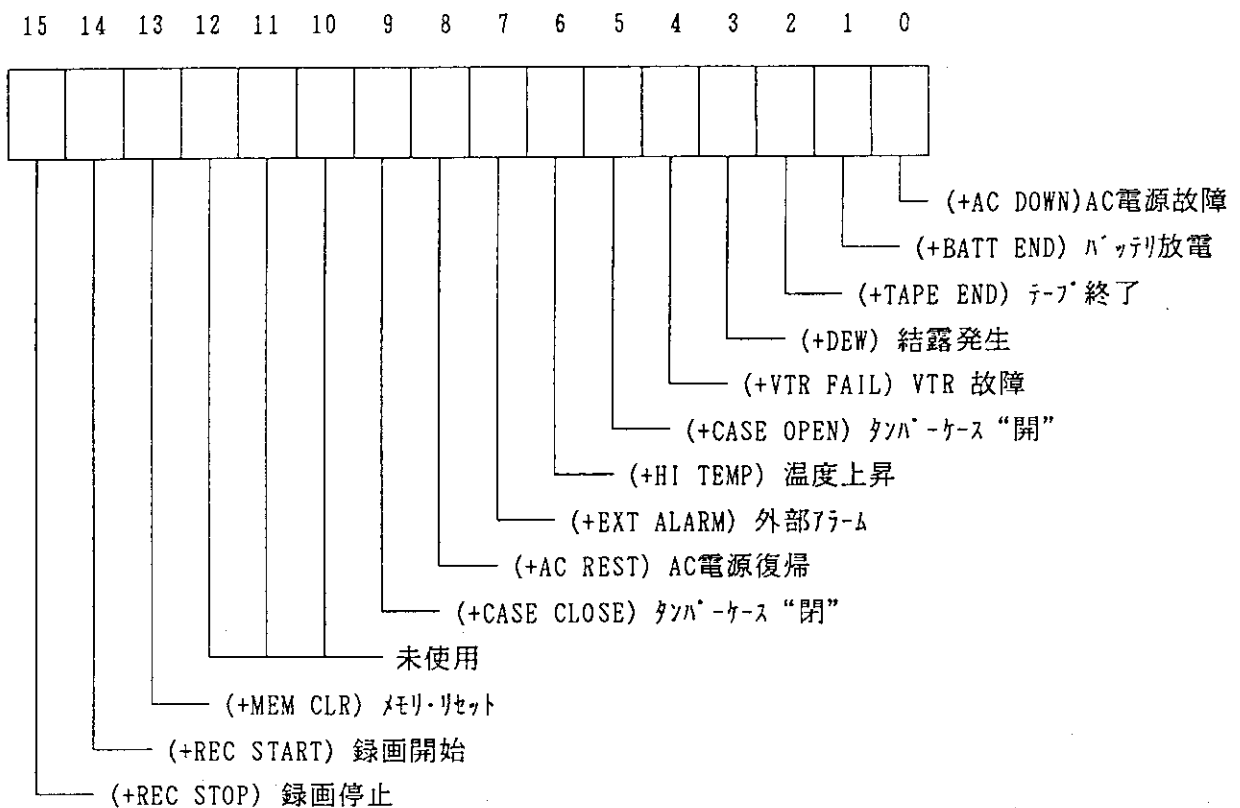 15 14 13 12 11 10 9 8 7 6 5 4 3 2 1 0
(+AC DOWN)AC電源故障
(+BATT END) バッテリ放電
(+TAPE END) テープ終了
(+DEW) 結露発生
(+VTR FAIL) VTR 故障
(+CASE OPEN) タンパーケース“開”
(+HI TEMP) 温度上昇
(+EXT ALARM) 外部アラーム
(+AC REST) AC電源復帰
(+CASE CLOSE) タンパーケース“閉”
未使用
(+MEM CLR) メモリ・リセット
(+REC START) 録画開始
(+REC STOP) 録画停止